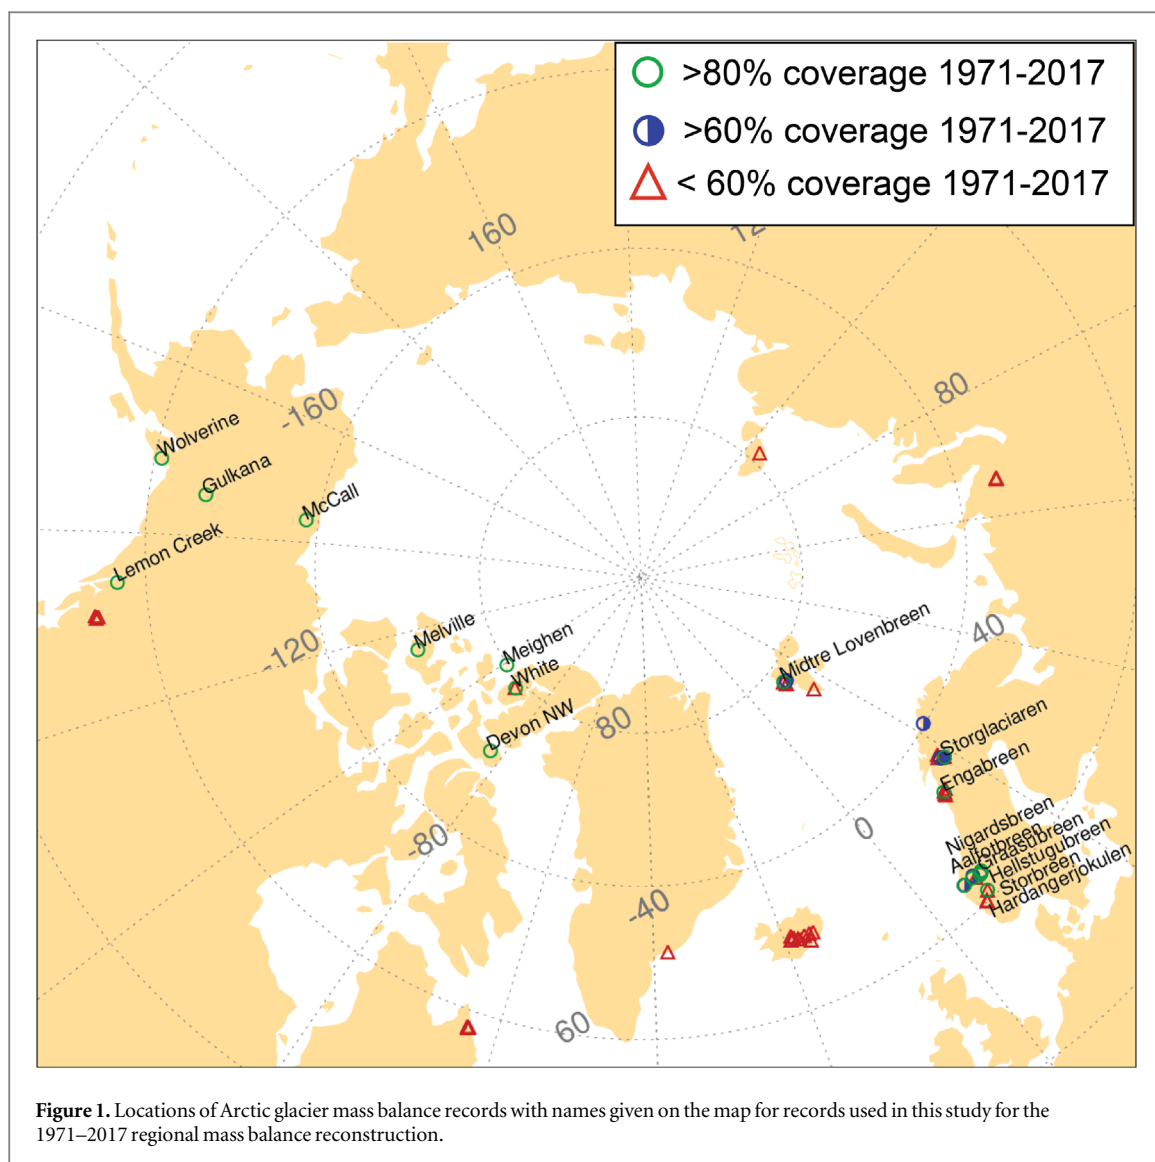 >80% coverage 1971-2017
>60% coverage 1971-2017
< 60% coverage 1971-2017
160
12
80
-160
Wolverine
Gulkana
McCall
Lemon Creek
-120
Melville
Meighen
White
Devon NW
80
Midtre Lovenbreen
40
Storglaciaren
Engabreen
0
-80
Nigardsbreen
Aalfotbreen
Graasubreen
Hellstugubreen
Storbreen
Hardangerjokulen
-40
60
Figure 1. Locations of Arctic glacier mass balance records with names given on the map for records used in this study for the
1971–2017 regional mass balance reconstruction.